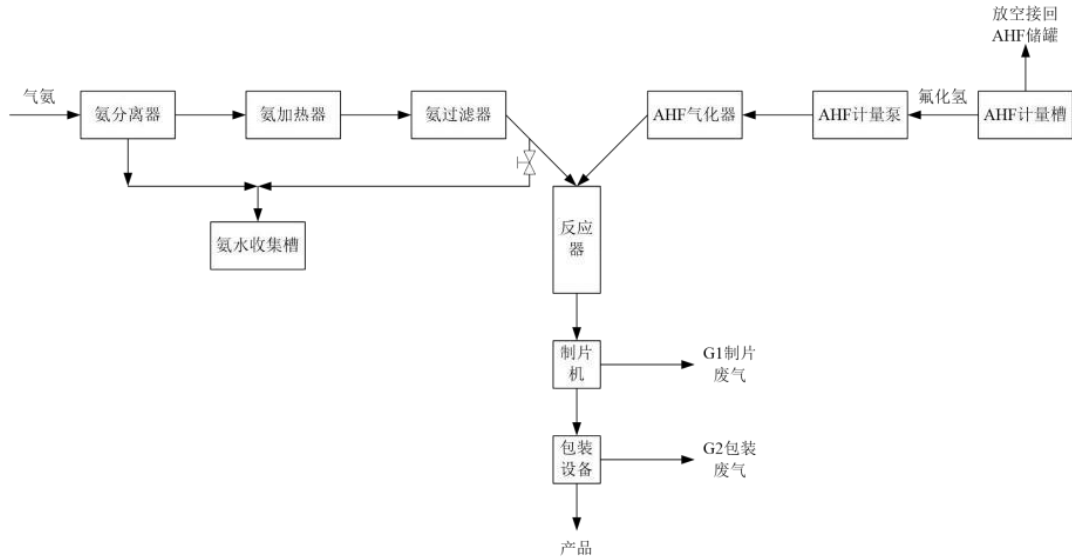 放空接回
AHF储罐
气氨
氨分离器
氨加热器
氨过滤器
AHF气化器
AHF计量泵
氟化氢
AHF计量槽
氨水收集槽
反应
器
制片
机
G1制片
废气
包装
设备
G2包装
废气
产品